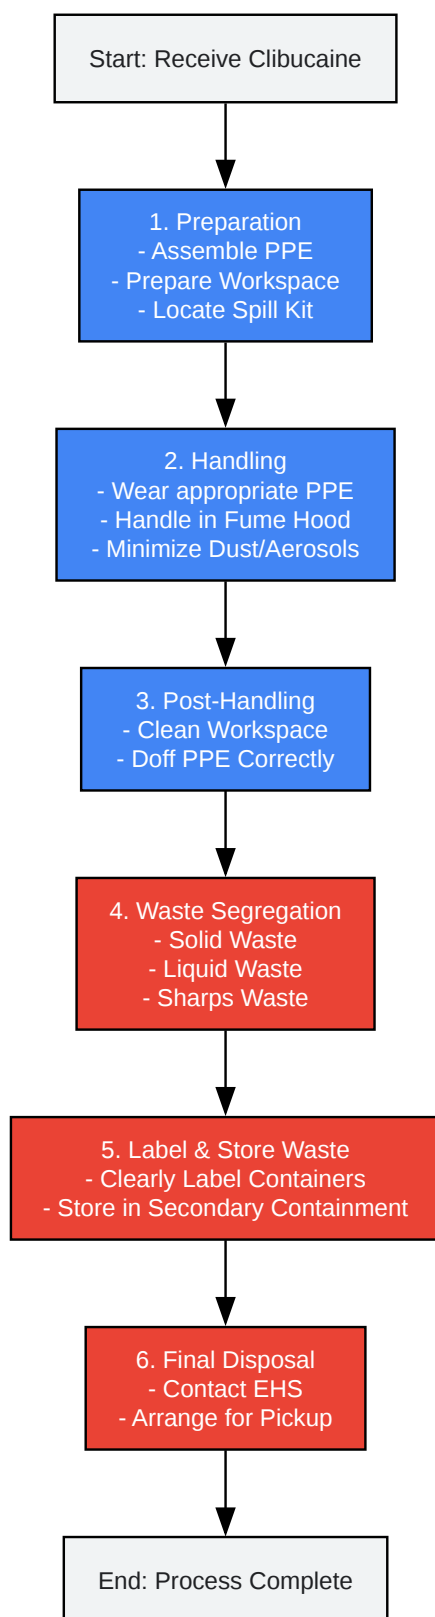 Start: Receive Clibucaine
1. Preparation
- Assemble PPE
- Prepare Workspace
- Locate Spill Kit
2. Handling
- Wear appropriate PPE
- Handle in Fume Hood
- Minimize Dust/Aerosols
3. Post-Handling
- Clean Workspace
- Doff PPE Correctly
4. Waste Segregation
- Solid Waste
- Liquid Waste
- Sharps Waste
5. Label & Store Waste
- Clearly Label Containers
- Store in Secondary Containment
6. Final Disposal
- Contact EHS
- Arrange for Pickup
End: Process Complete